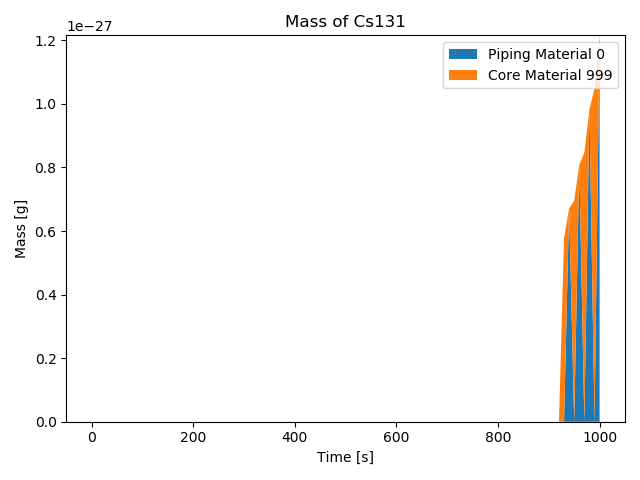 Mass of Cs131
1e−27
1.2
1.0
0.8
0.6
0.4
0.2
0.0
Mass [g]
Piping Material 0
Core Material 999
0 200 400 600 800 1000
Time [s]